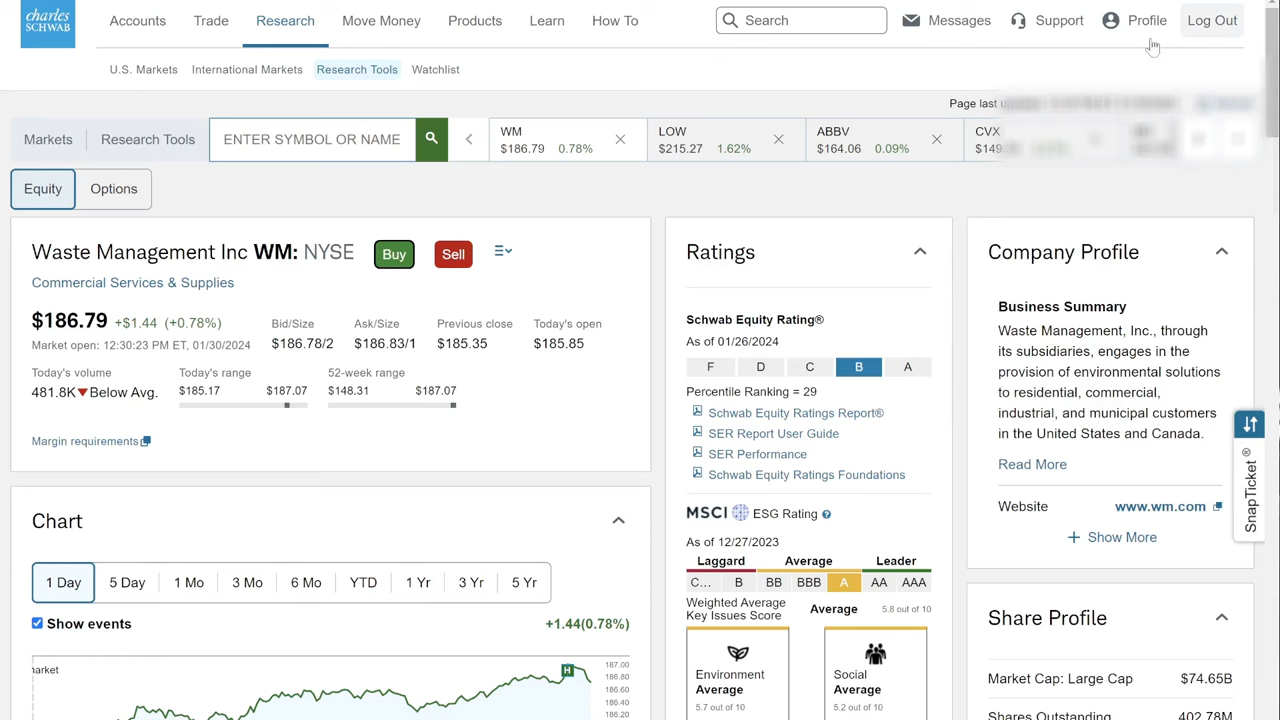 charles
SCHWAB
Accounts Trade Research Move Money Products Learn How To Search Messages Support Profile Log Out
U.S. Markets International Markets Research Tools Watchlist
Page last
Markets Research Tools ENTER SYMBOL OR NAME
WM LOW ABBV CVX
$186.79 0.78% $215.27 1.62% $164.06 0.09%
Equity Options
Waste Management Inc WM: NYSE Buy Sell
Commercial Services & Supplies
$186.79 +$1.44 (+0.78%)
Market open: 12:30:23 PM ET, 01/30/2024
Bid/Size Ask/Size Previous close Today's open
$186.78/2 $186.83/1 $185.35 $185.85
Today's volume Today's range 52-week range
481.8K Below Avg. $185.17 $187.07 $148.31 $187.07
Margin requirements
Chart
1 Day 5 Day 1 Mo 3 Mo 6 Mo YTD 1 Yr 3 Yr 5 Yr
Show events +1.44(0.78%)
market
H
187.00
186.80
186.60
186.40
186.20
Ratings
Schwab Equity Rating®
As of 01/26/2024
F D C B A
Percentile Ranking = 29
Schwab Equity Ratings Report®
SER Report User Guide
SER Performance
Schwab Equity Ratings Foundations
MSCI ESG Rating ?
As of 12/27/2023
Laggard Average Leader
C... B BB BBB A AA AAA
Weighted Average
Key Issues Score
Average 5.8 out of 10
Environment
Average
5.7 out of 10
Social
Average
5.2 out of 10
Company Profile
Business Summary
Waste Management, Inc., through
its subsidiaries, engages in the
provision of environmental solutions
to residential, commercial,
industrial, and municipal customers
in the United States and Canada.
Read More
Website www.wm.com
+ Show More
Share Profile
Market Cap: Large Cap $74.65B
Shares Outstanding 402.78M
SnapTicket®